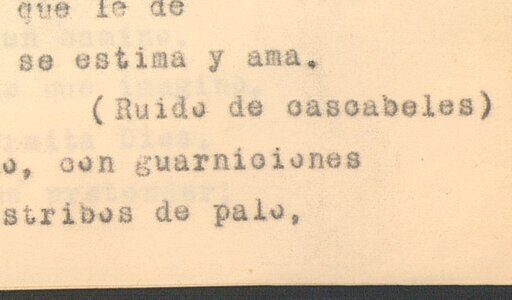 que le de
se estima y ama.
(Ruido de cascabeles)
o, con guarniciones
stribos de palo,